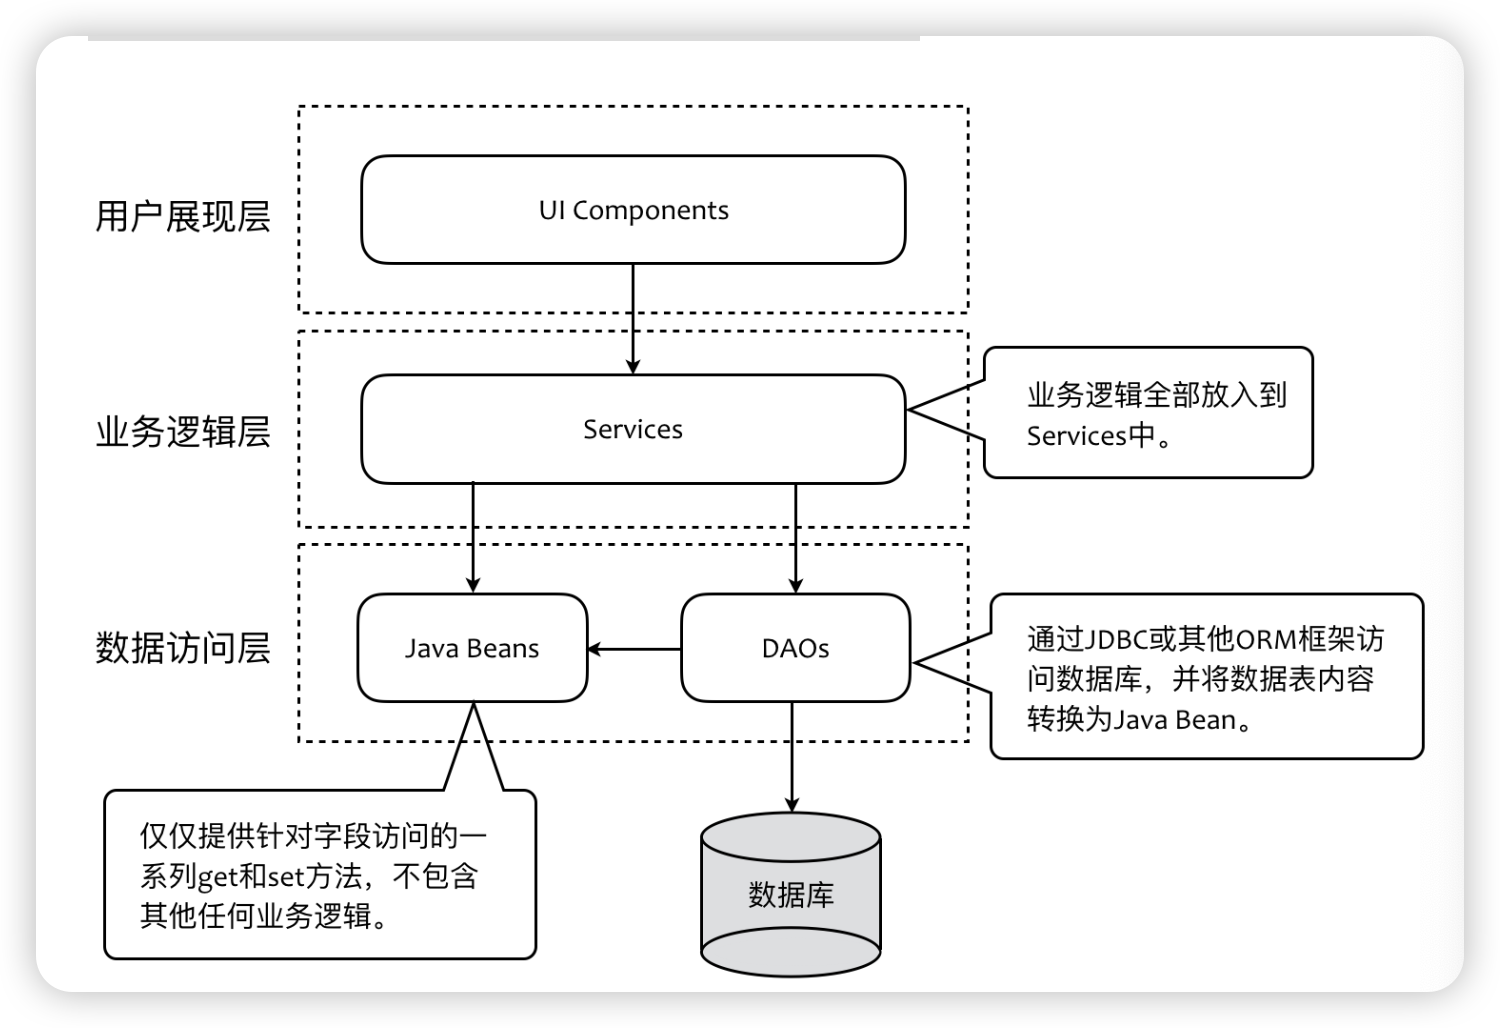 用户展现层
UI Components
业务逻辑层
Services
业务逻辑全部放入到
Services中。
数据访问层
Java Beans
DAOs
通过JDBC或其他ORM框架访
问数据库，并将数据表内容
转换为Java Bean。
仅仅提供针对字段访问的一
系列get和set方法，不包含
其他任何业务逻辑。
数据库